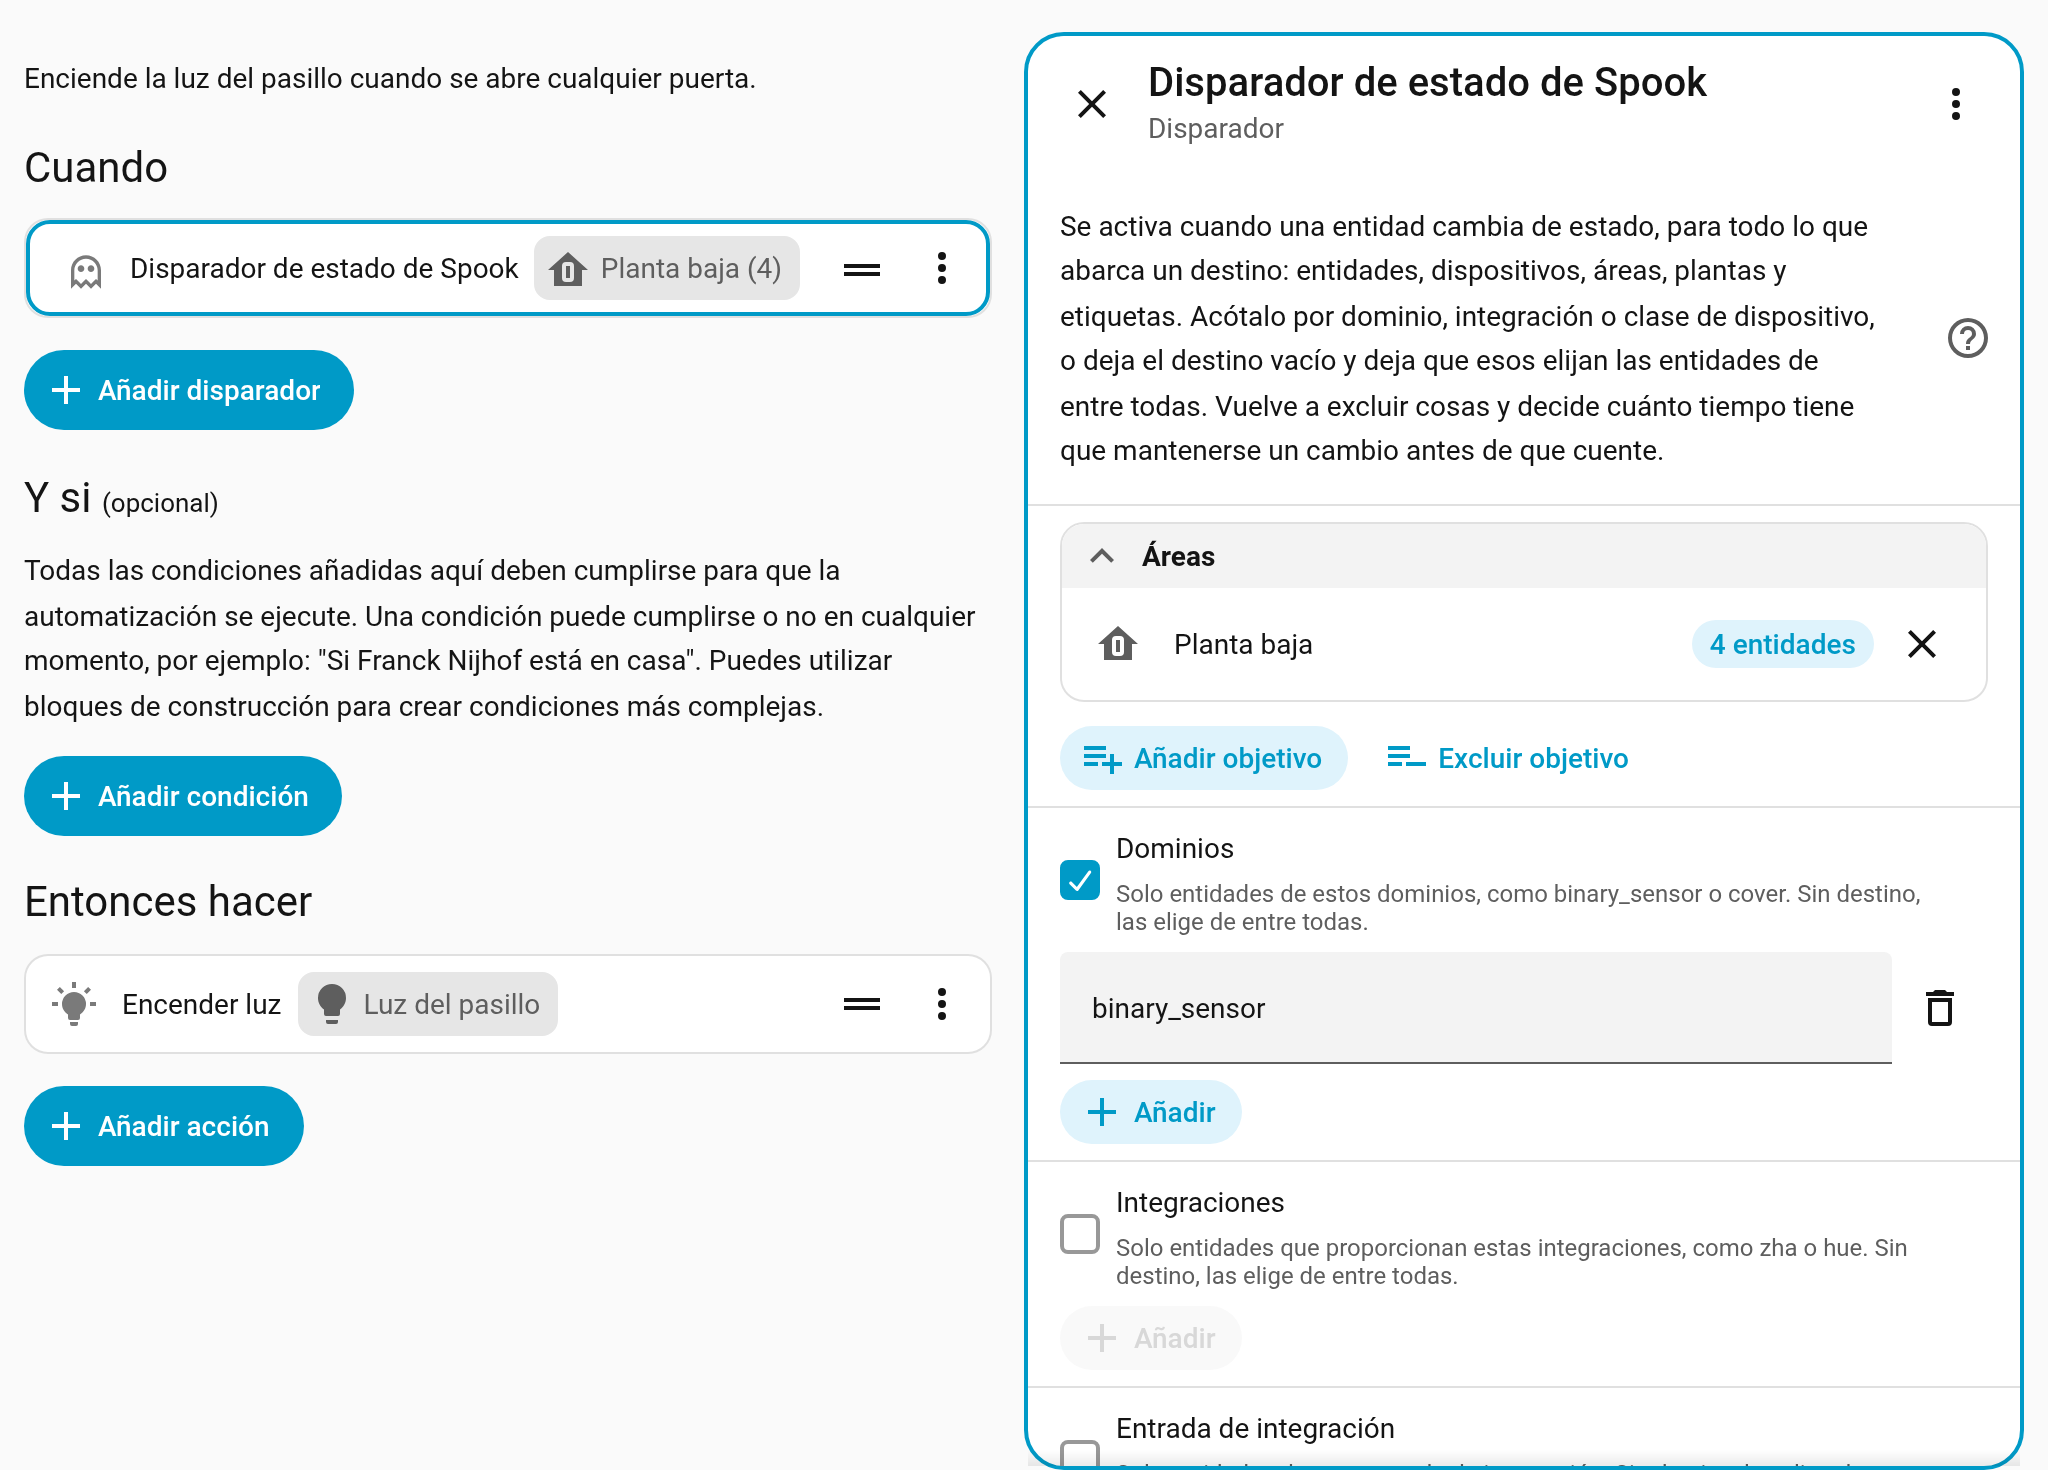 Enciende la luz del pasillo cuando se abre cualquier puerta.
Cuando
Disparador de estado de Spook
Planta baja (4)
Añadir disparador
Y si (opcional)
Todas las condiciones añadidas aquí deben cumplirse para que la
automatización se ejecute. Una condición puede cumplirse o no en cualquier
momento, por ejemplo: "Si Franck Nijhof está en casa". Puedes utilizar
bloques de construcción para crear condiciones más complejas.
Añadir condición
Entonces hacer
Encender luz
Luz del pasillo
Añadir acción
Disparador de estado de Spook
Disparador
Se activa cuando una entidad cambia de estado, para todo lo que
abarca un destino: entidades, dispositivos, áreas, plantas y
etiquetas. Acótalo por dominio, integración o clase de dispositivo,
o deja el destino vacío y deja que esos elijan las entidades de
entre todas. Vuelve a excluir cosas y decide cuánto tiempo tiene
que mantenerse un cambio antes de que cuente.
Áreas
Planta baja
4 entidades
Añadir objetivo
Excluir objetivo
Dominios
Solo entidades de estos dominios, como binary_sensor o cover. Sin destino,
las elige de entre todas.
binary_sensor
Añadir
Integraciones
Solo entidades que proporcionan estas integraciones, como zha o hue. Sin
destino, las elige de entre todas.
Añadir
Entrada de integración